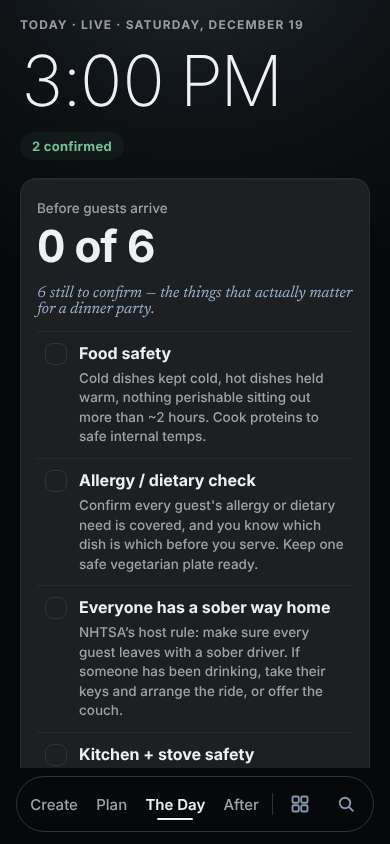 TODAY · LIVE · SATURDAY, DECEMBER 19
3:00 PM
2 confirmed
Before guests arrive
0 of 6
6 still to confirm — the things that actually matter
for a dinner party.
Food safety
Cold dishes kept cold, hot dishes held
warm, nothing perishable sitting out
more than ~2 hours. Cook proteins to
safe internal temps.
Allergy / dietary check
Confirm every guest's allergy or dietary
need is covered, and you know which
dish is which before you serve. Keep one
safe vegetarian plate ready.
Everyone has a sober way home
NHTSA's host rule: make sure every
guest leaves with a sober driver. If
someone has been drinking, take their
keys and arrange the ride, or offer the
couch.
Kitchen + stove safety
Create Plan The Day After